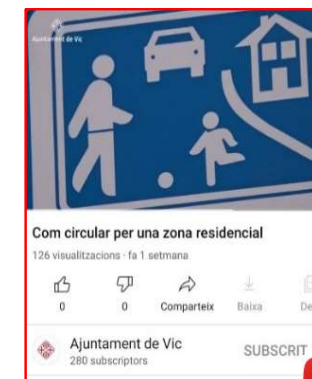 Ajuntament de Vic
Com circular per una zona residencial
126 visualitzacions · fa 1 setmana
0
0
Comparteix
Baixa
De
Ajuntament de Vic
280 subscriptors
SUBSCRIT